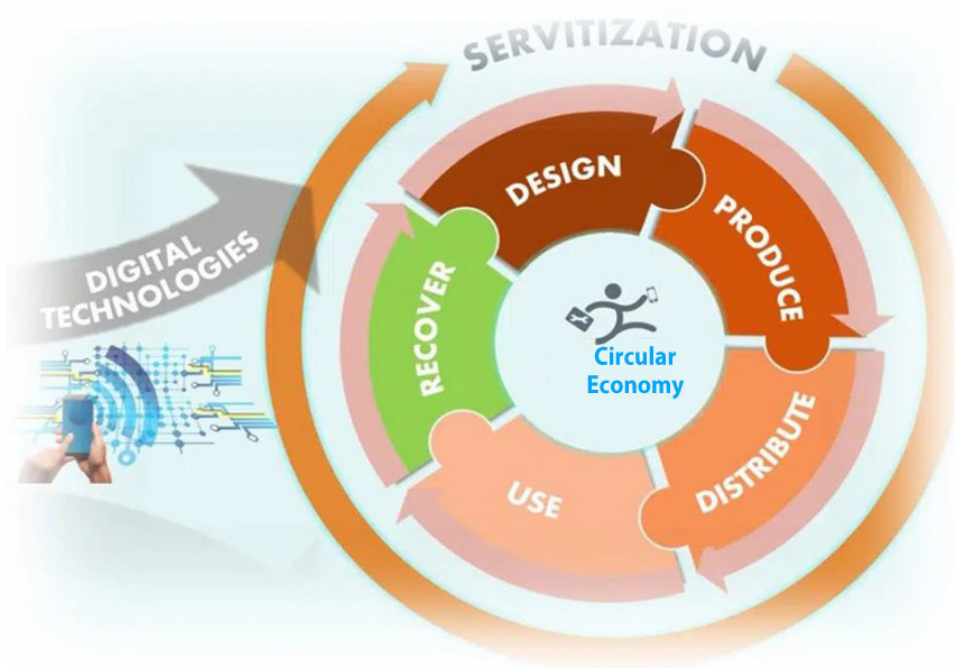 SERVITIZATION
DIGITAL
TECHNOLOGIES
DESIGN
PRODUCE
DISTRIBUTE
USE
RECOVER
Circular
Economy